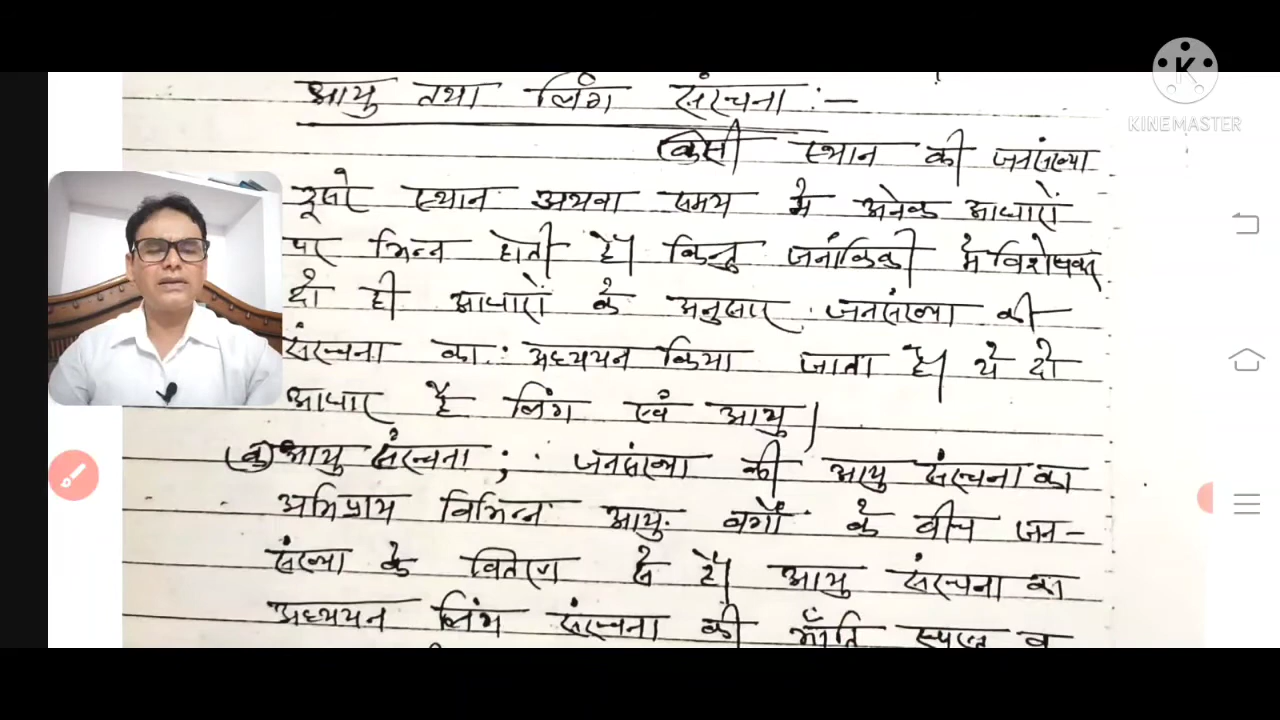 आयु तथा लिंग संरचना :-
किसी स्थान की जनसंख्या
दूसरे स्थान अथवा समय में अनेक आधारों
पर भिन्न होती है। किन्तु जनांकिकी में विशेषकर
दो ही आधारों के अनुसार जनसंख्या की
संरचना का अध्ययन किया जाता है। ये दो
आधार है लिंग एवं आयु।
(क) आयु संरचना ; जनसंख्या की आयु संरचना का
अभिप्राय विभिन्न आयु वर्गों के बीच जन-
संख्या के वितरण से है। आयु संरचना का
अध्ययन लिंग संरचना की भाँति स्पष्ट व
K
KINEMASTER